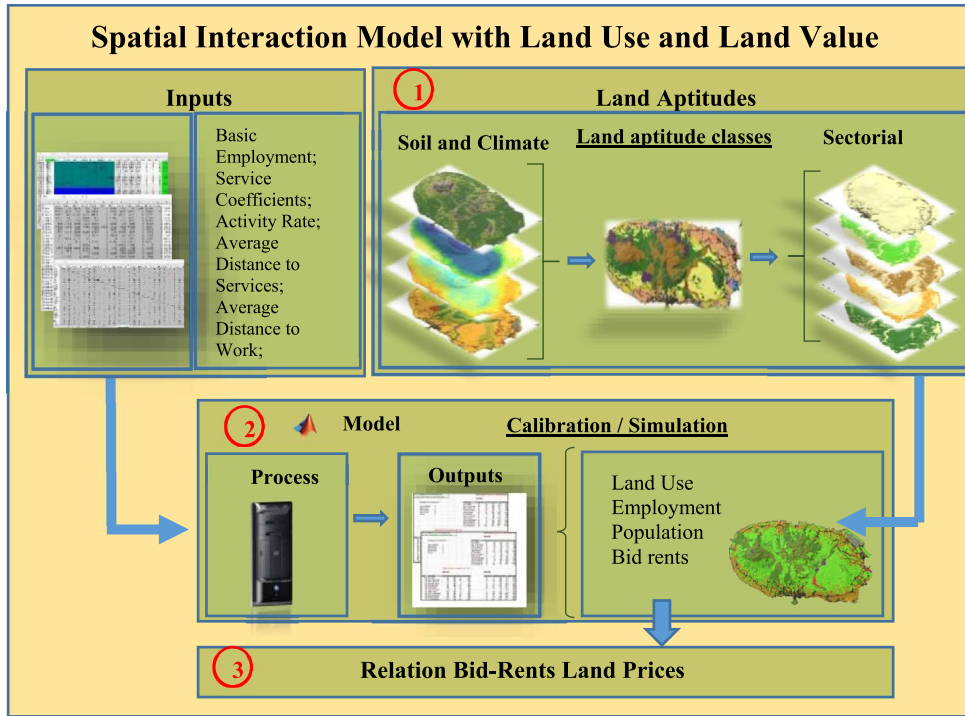 Spatial Interaction Model with Land Use and Land Value
Inputs
Basic
Employment;
Service
Coefficients;
Activity Rate;
Average
Distance to
Services;
Average
Distance to
Work;
1
Land Aptitudes
Soil and Climate
Land aptitude classes
Sectorial
2
Model
Calibration / Simulation
Process
Outputs
Land Use
Employment
Population
Bid rents
3
Relation Bid-Rents Land Prices